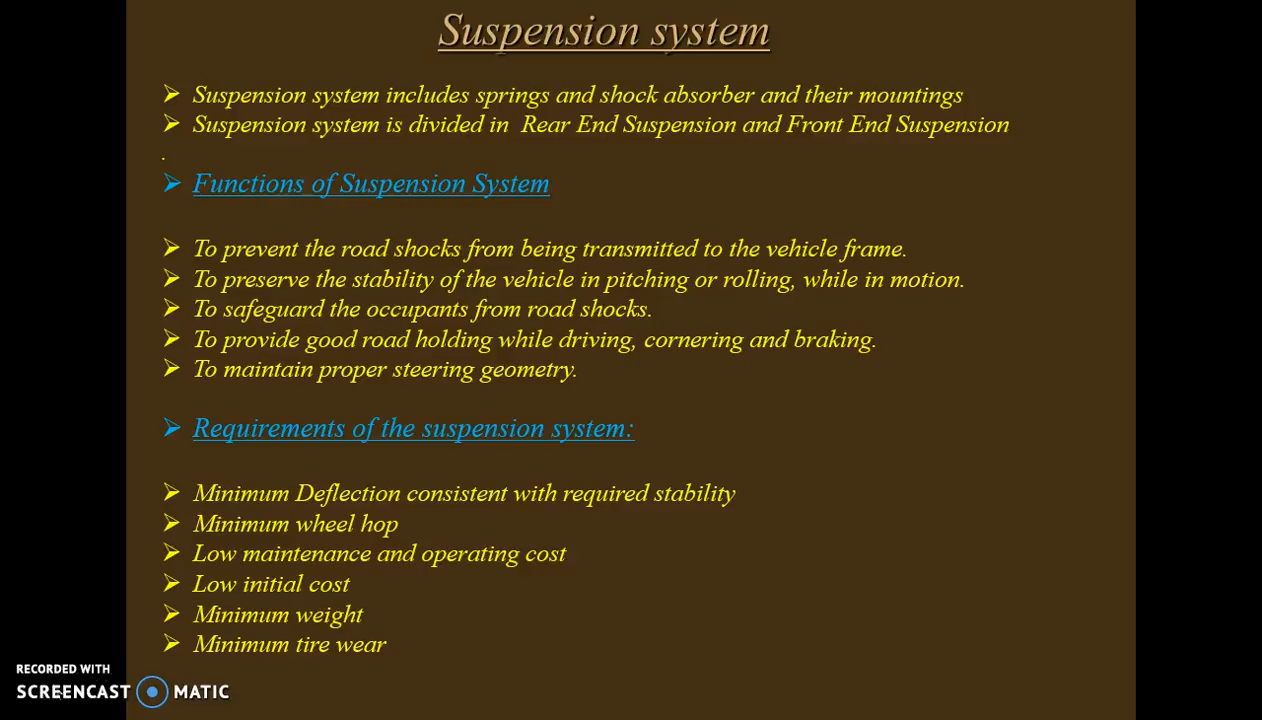 Suspension system
➢ Suspension system includes springs and shock absorber and their mountings
➢ Suspension system is divided in Rear End Suspension and Front End Suspension
.
➢ Functions of Suspension System
➢ To prevent the road shocks from being transmitted to the vehicle frame.
➢ To preserve the stability of the vehicle in pitching or rolling, while in motion.
➢ To safeguard the occupants from road shocks.
➢ To provide good road holding while driving, cornering and braking.
➢ To maintain proper steering geometry.
➢ Requirements of the suspension system:
➢ Minimum Deflection consistent with required stability
➢ Minimum wheel hop
➢ Low maintenance and operating cost
➢ Low initial cost
➢ Minimum weight
➢ Minimum tire wear
RECORDED WITH
SCREENCAST MATIC